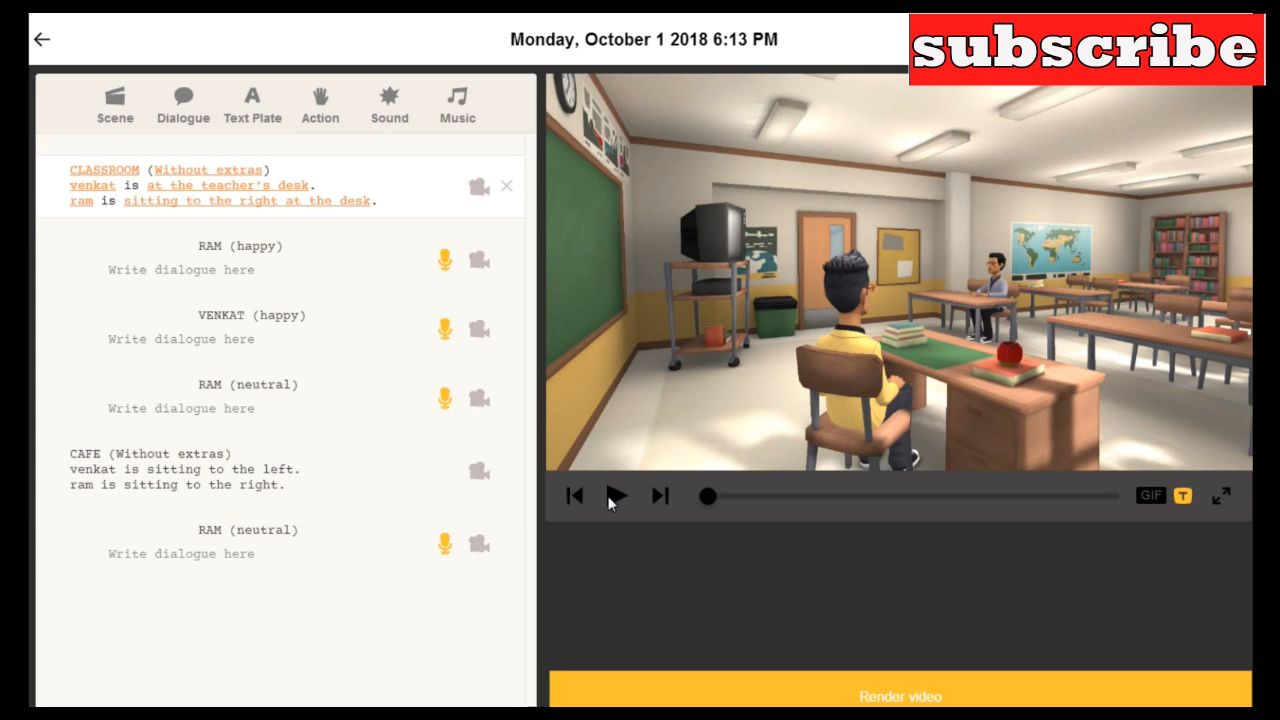 Monday, October 1 2018 6:13 PM
subscribe
Scene
Dialogue
Text Plate
Action
Sound
Music
CLASSROOM (Without extras)
venkat is at the teacher's desk.
ram is sitting to the right at the desk.
RAM (happy)
Write dialogue here
VENKAT (happy)
Write dialogue here
RAM (neutral)
Write dialogue here
CAFE (Without extras)
venkat is sitting to the left.
ram is sitting to the right.
RAM (neutral)
Write dialogue here
GIF
T
Render video